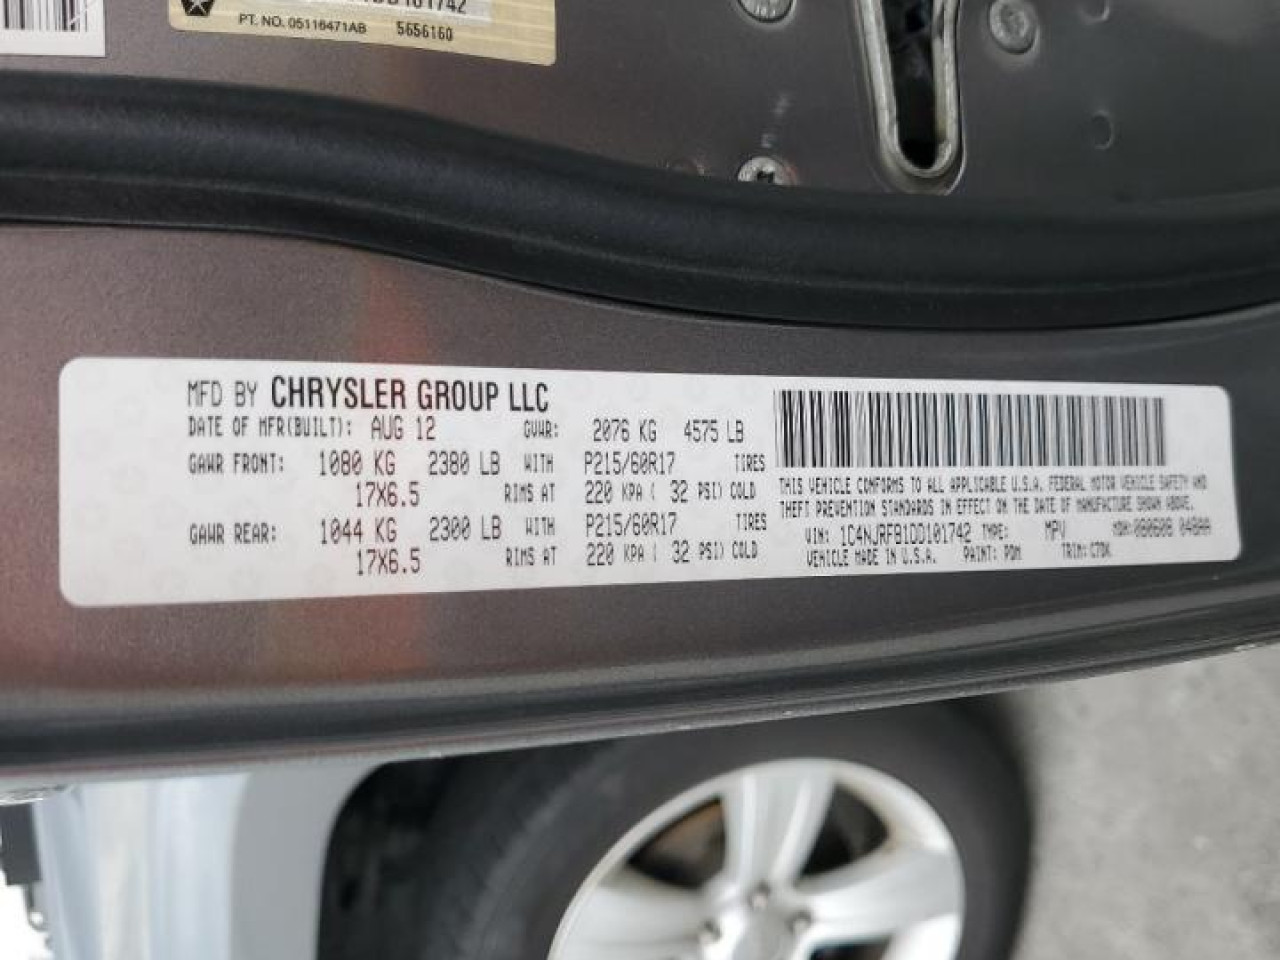 PT. NO. 05116471AB 5656160
MFD BY CHRYSLER GROUP LLC
DATE OF MFR(BUILT): AUG 12 GVWR: 2076 KG 4575 LB
GAWR FRONT: 1080 KG 2380 LB WITH P215/60R17 TIRES
17X6.5 RIMS AT 220 KPA ( 32 PSI) COLD
GAWR REAR: 1044 KG 2300 LB WITH P215/60R17 TIRES
17X6.5 RIMS AT 220 KPA ( 32 PSI) COLD
THIS VEHICLE CONFORMS TO ALL APPLICABLE U.S.A. FEDERAL MOTOR VEHICLE SAFETY AND
THEFT PREVENTION STANDARDS IN EFFECT ON THE DATE OF MANUFACTURE SHOWN ABOVE.
VIN: 1C4NJRFB1DD101742 TYPE: MPV
VEHICLE MADE IN U.S.A. PAINT: PDM TRIM: CTDK